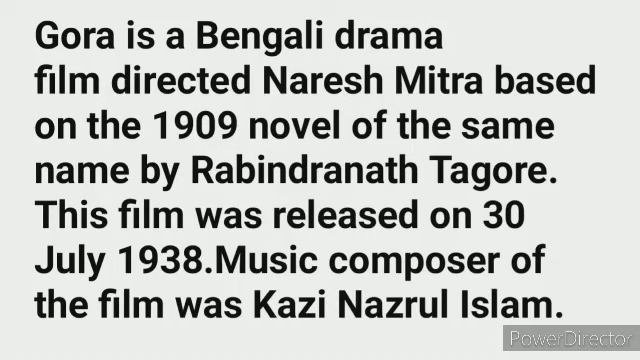 Gora is a Bengali drama
film directed Naresh Mitra based
on the 1909 novel of the same
name by Rabindranath Tagore.
This film was released on 30
July 1938.Music composer of
the film was Kazi Nazrul Islam.
PowerDirector